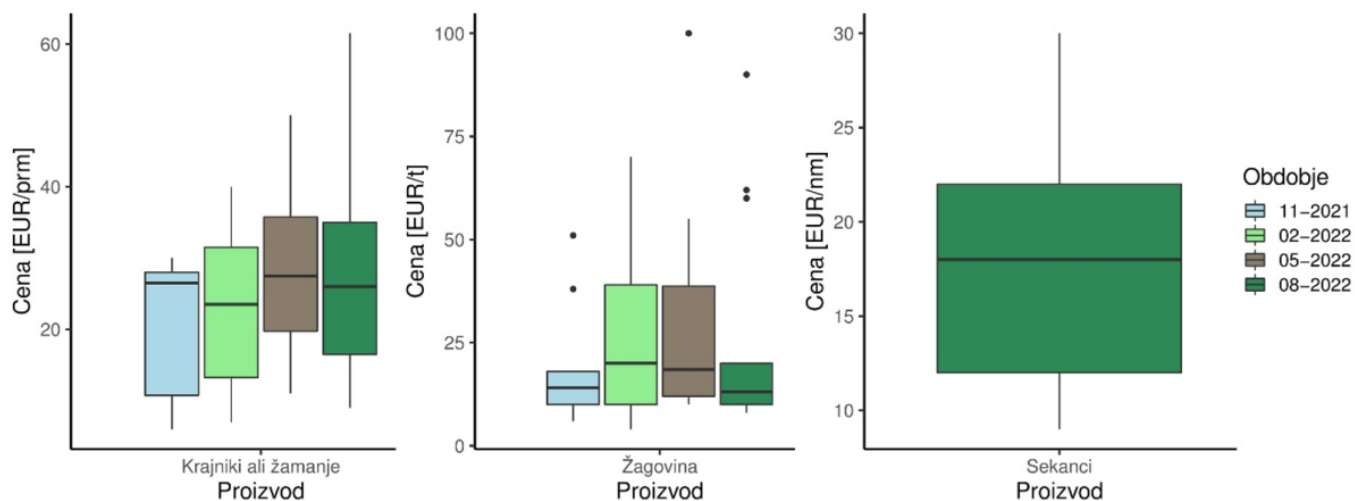 Cena [EUR/prm]
60
40
20
Krajniki ali žamanje
Proizvod
Cena [EUR/t]
100
75
50
25
0
Žagovina
Proizvod
Cena [EUR/nm]
30
25
20
15
10
Sekanci
Proizvod
Obdobje
11-2021
02-2022
05-2022
08-2022